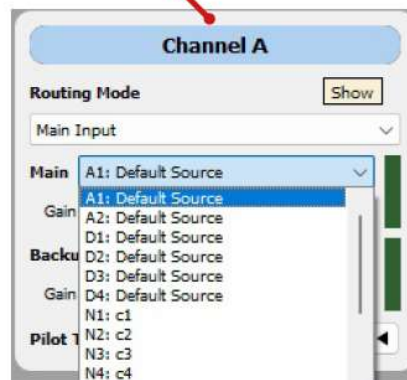 Channel A
Routing Mode Show
Main Input
Main A1: Default Source
A1: Default Source
Gain A2: Default Source
D1: Default Source
Backu D2: Default Source
D3: Default Source
Gain D4: Default Source
N1: c1
Pilot T N2: c2
N3: c3
N4: c4